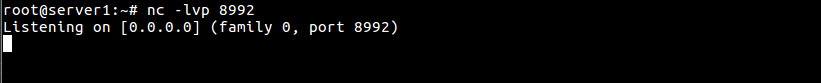 root@server1:~# nc -lvp 8992
Listening on [0.0.0.0] (family 0, port 8992)